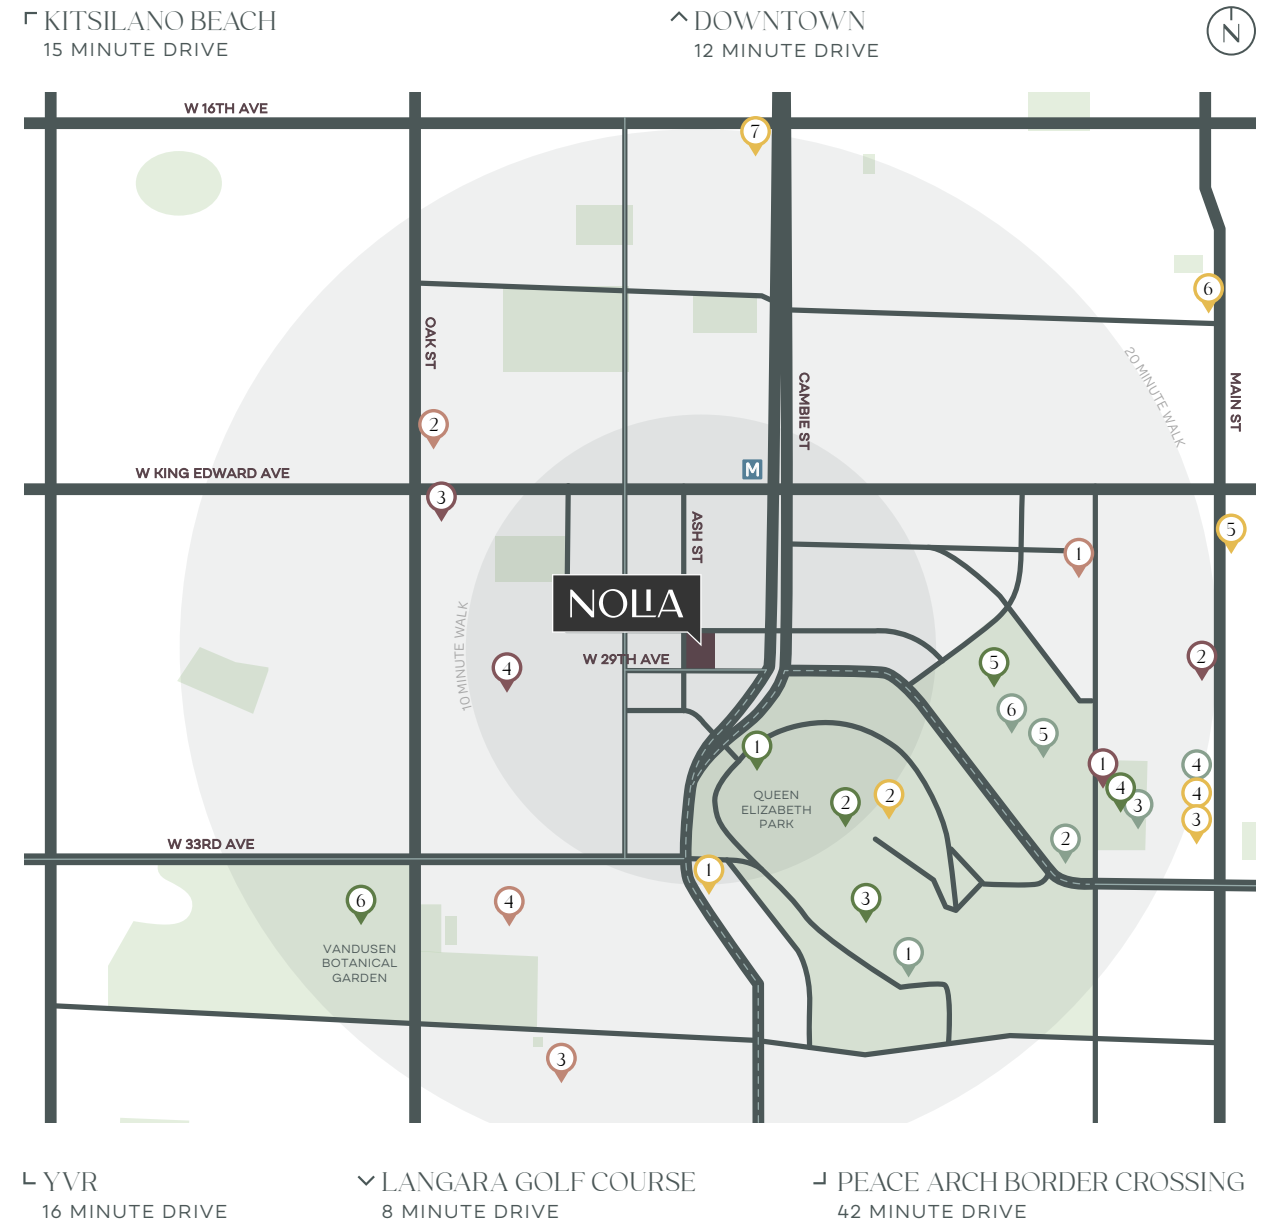 KITSILANO BEACH
15 MINUTE DRIVE
DOWNTOWN
12 MINUTE DRIVE
N
W 16TH AVE
7
6
OAK ST
20 MINUTE WALK
CAMBIE ST
MAIN ST
2
W KING EDWARD AVE
M
3
ASH ST
5
1
NOLIA
10 MINUTE WALK
W 29TH AVE
4
5
2
6
5
1
1
4
QUEEN
ELIZABETH
PARK
2
2
4
3
4
3
W 33RD AVE
2
1
6
4
3
VANDUSEN
BOTANICAL
GARDEN
1
3
YVR
16 MINUTE DRIVE
LANGARA GOLF COURSE
8 MINUTE DRIVE
PEACE ARCH BORDER CROSSING
42 MINUTE DRIVE